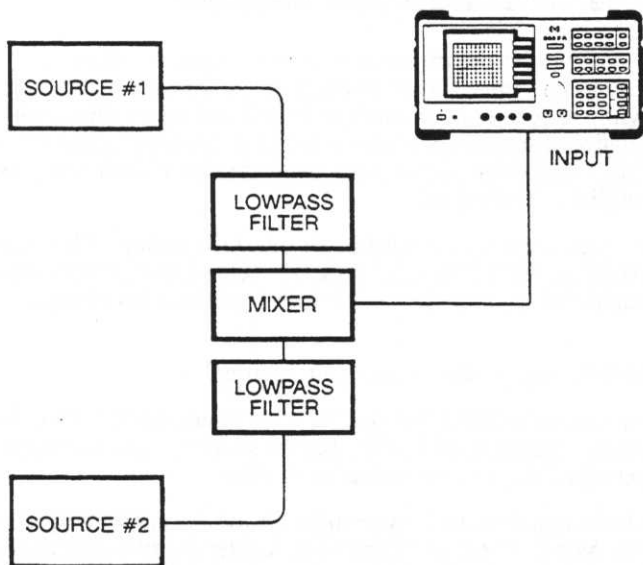 SOURCE #1
INPUT
LOWPASS
FILTER
MIXER
LOWPASS
FILTER
SOURCE #2